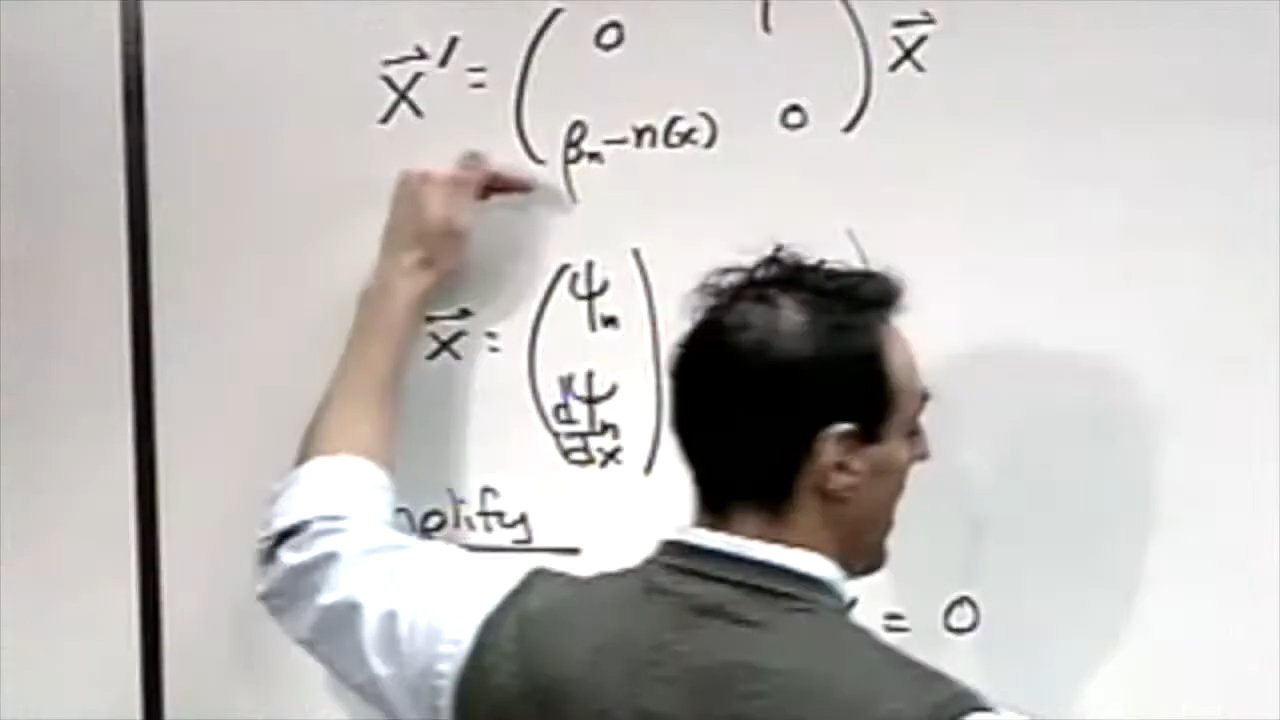 x⃗' = ( 0 1 ) x⃗
βn - n(x) 0
x⃗ = ( ψn )
dψn
dx
= 0